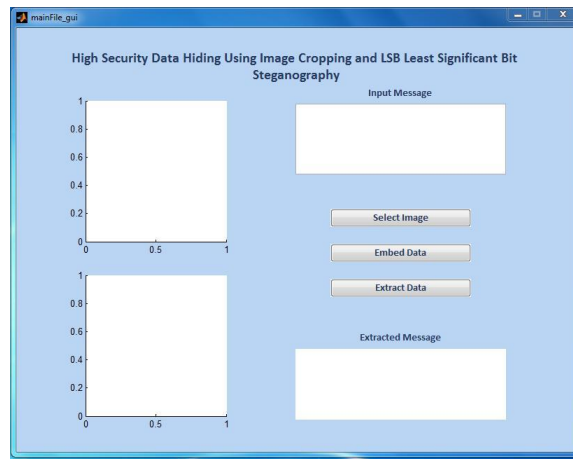 mainFile_gui
High Security Data Hiding Using Image Cropping and LSB Least Significant Bit
Steganography
Input Message
1
0.8
0.6
0.4
0.2
0
0 0.5 1
Select Image
Embed Data
Extract Data
1
0.8
0.6
0.4
0.2
0
0 0.5 1
Extracted Message